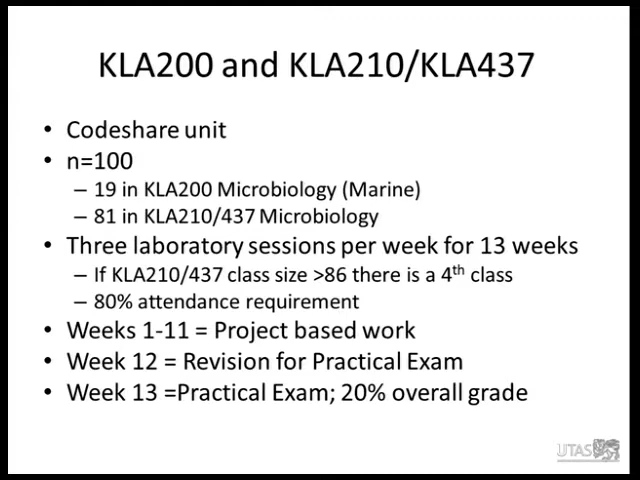 KLA200 and KLA210/KLA437
• Codeshare unit
• n=100
– 19 in KLA200 Microbiology (Marine)
– 81 in KLA210/437 Microbiology
• Three laboratory sessions per week for 13 weeks
– If KLA210/437 class size >86 there is a 4th class
– 80% attendance requirement
• Weeks 1-11 = Project based work
• Week 12 = Revision for Practical Exam
• Week 13 =Practical Exam; 20% overall grade
UTAS